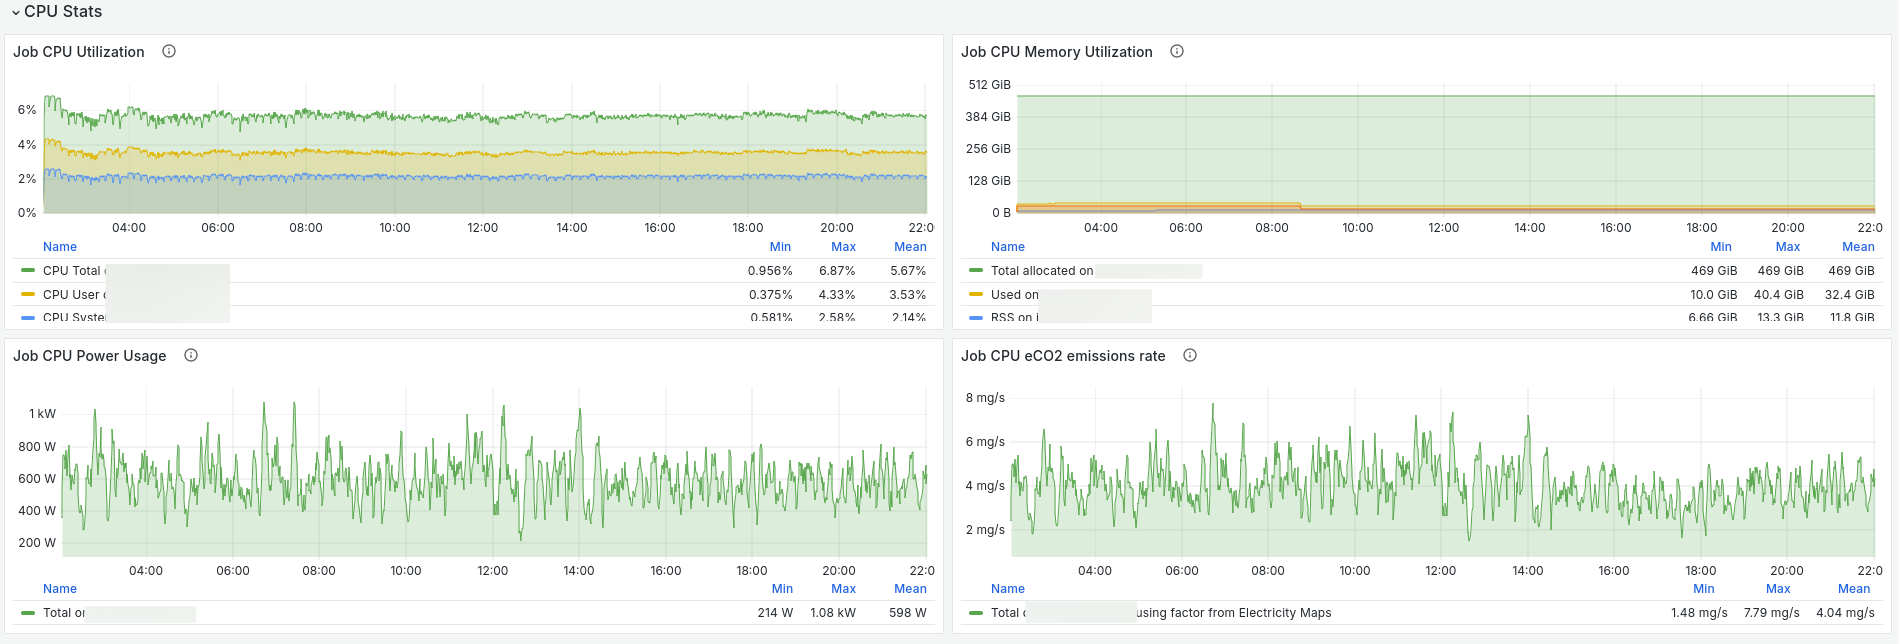 CPU Stats
Job CPU Utilization
6%
4%
2%
0%
04:00 06:00 08:00 10:00 12:00 14:00 16:00 18:00 20:00 22:0
Name Min Max Mean
CPU Total 0.956% 6.87% 5.67%
CPU User 0.375% 4.33% 3.53%
CPU System 0.581% 2.58% 2.14%
Job CPU Memory Utilization
512 GiB
384 GiB
256 GiB
128 GiB
0 B
04:00 06:00 08:00 10:00 12:00 14:00 16:00 18:00 20:00 22:0
Name Min Max Mean
Total allocated on 469 GiB 469 GiB 469 GiB
Used on 10.0 GiB 40.4 GiB 32.4 GiB
RSS on 6.66 GiB 13.3 GiB 11.8 GiB
Job CPU Power Usage
1 kW
800 W
600 W
400 W
200 W
04:00 06:00 08:00 10:00 12:00 14:00 16:00 18:00 20:00 22:0
Name Min Max Mean
Total on 214 W 1.08 kW 598 W
Job CPU eCO2 emissions rate
8 mg/s
6 mg/s
4 mg/s
2 mg/s
04:00 06:00 08:00 10:00 12:00 14:00 16:00 18:00 20:00 22:0
Name Min Max Mean
Total using factor from Electricity Maps 1.48 mg/s 7.79 mg/s 4.04 mg/s